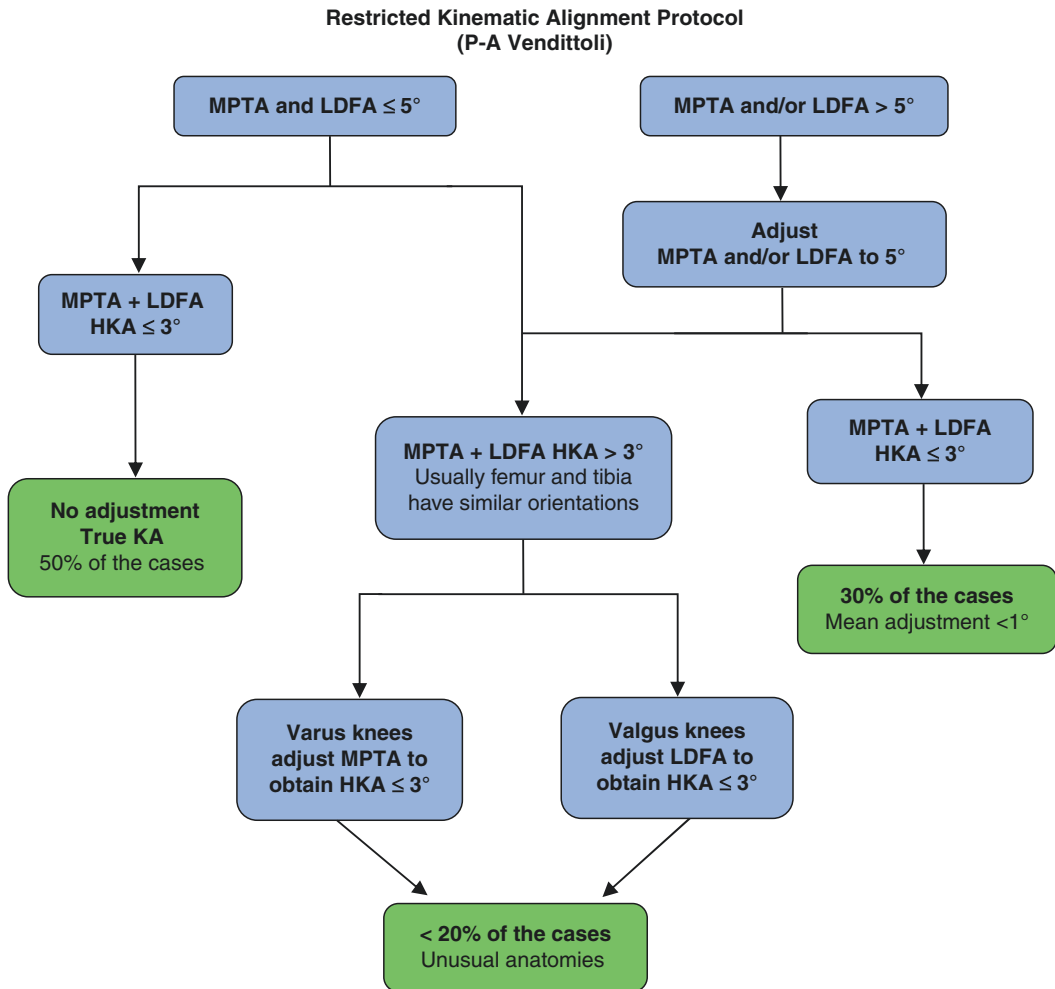 Restricted Kinematic Alignment Protocol
(P-A Vendittoli)
MPTA and LDFA ≤ 5°
MPTA and/or LDFA > 5°
Adjust
MPTA and/or LDFA to 5°
MPTA + LDFA
HKA ≤ 3°
MPTA + LDFA HKA > 3°
Usually femur and tibia
have similar orientations
MPTA + LDFA
HKA ≤ 3°
No adjustment
True KA
50% of the cases
30% of the cases
Mean adjustment <1°
Varus knees
adjust MPTA to
obtain HKA ≤ 3°
Valgus knees
adjust LDFA to
obtain HKA ≤ 3°
< 20% of the cases
Unusual anatomies